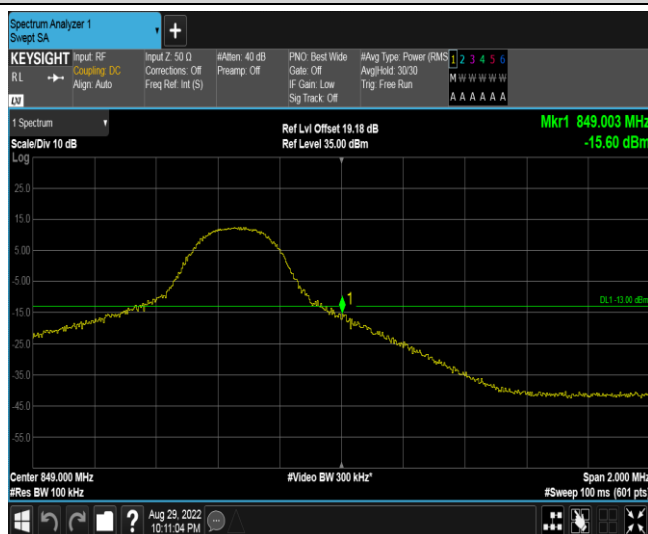 Spectrum Analyzer 1
Swept SA
+
KEYSIGHT
RL
LXI
Input: RF
Coupling: DC
Align: Auto
Input Z: 50 Ω
Corrections: Off
Freq Ref: Int (S)
#Atten: 40 dB
Preamp: Off
PNO: Best Wide
Gate: Off
IF Gain: Low
Sig Track: Off
#Avg Type: Power (RMS
Avg|Hold: 30/30
Trig: Free Run
1 2 3 4 5 6
M W W W W W
A A A A A A
1 Spectrum
Scale/Div 10 dB
Log
Ref Lvl Offset 19.18 dB
Ref Level 35.00 dBm
Mkr1 849.003 MHz
-15.60 dBm
25.0
15.0
5.00
-5.00
-15.0
-25.0
-35.0
-45.0
-55.0
1
DL1 -13.00 dBm
Center 849.000 MHz
#Res BW 100 kHz
#Video BW 300 kHz*
Span 2.000 MHz
#Sweep 100 ms (601 pts)
?
Aug 29, 2022
10:11:04 PM